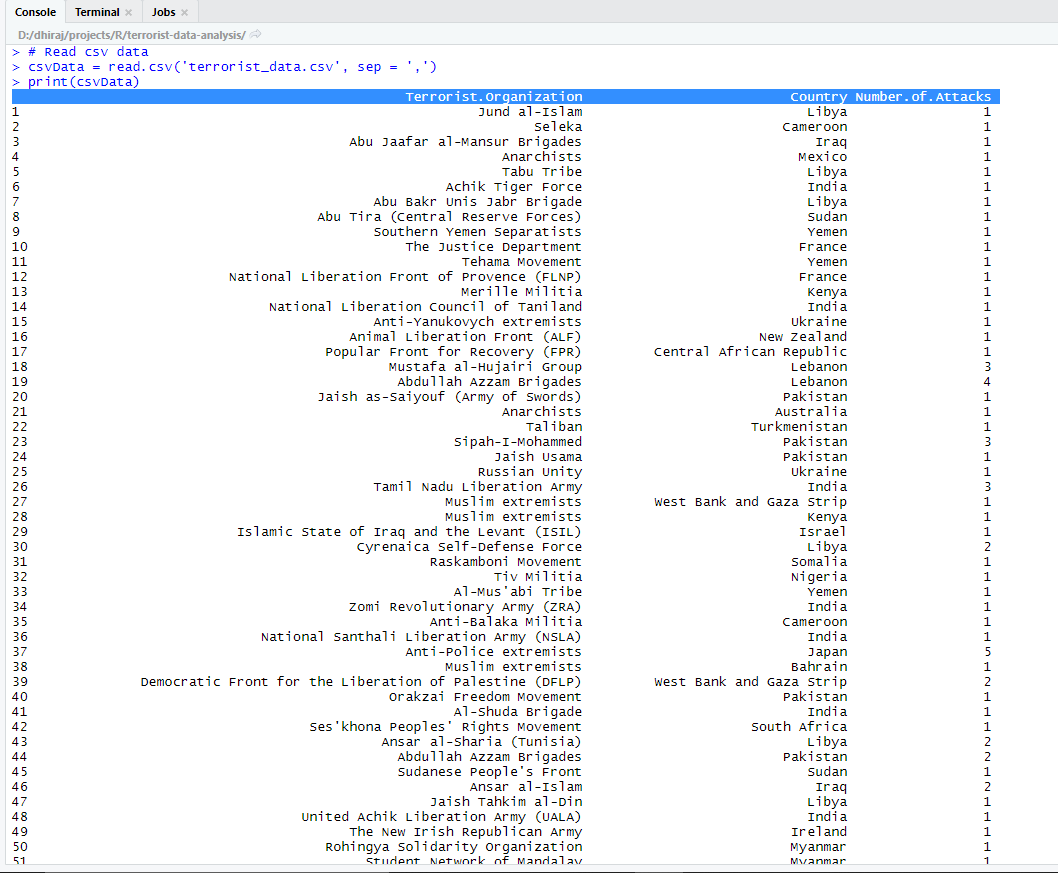 Console Terminal × Jobs ×
D:/dhiraj/projects/R/terrorist-data-analysis/
> # Read csv data
> csvData = read.csv('terrorist_data.csv', sep = ',')
> print(csvData)
Terrorist.Organization Country Number.of.Attacks
1 Jund al-Islam Libya 1
2 Seleka Cameroon 1
3 Abu Jaafar al-Mansur Brigades Iraq 1
4 Anarchists Mexico 1
5 Tabu Tribe Libya 1
6 Achik Tiger Force India 1
7 Abu Bakr Unis Jabr Brigade Libya 1
8 Abu Tira (Central Reserve Forces) Sudan 1
9 Southern Yemen Separatists Yemen 1
10 The Justice Department France 1
11 Tehama Movement Yemen 1
12 National Liberation Front of Provence (FLNP) France 1
13 Merille Militia Kenya 1
14 National Liberation Council of Taniland India 1
15 Anti-Yanukovych extremists Ukraine 1
16 Animal Liberation Front (ALF) New Zealand 1
17 Popular Front for Recovery (FPR) Central African Republic 1
18 Mustafa al-Hujairi Group Lebanon 3
19 Abdullah Azzam Brigades Lebanon 4
20 Jaish as-Saiyouf (Army of Swords) Pakistan 1
21 Anarchists Australia 1
22 Taliban Turkmenistan 1
23 Sipah-I-Mohammed Pakistan 3
24 Jaish Usama Pakistan 1
25 Russian Unity Ukraine 1
26 Tamil Nadu Liberation Army India 3
27 Muslim extremists West Bank and Gaza Strip 1
28 Muslim extremists Kenya 1
29 Islamic State of Iraq and the Levant (ISIL) Israel 1
30 Cyrenaica Self-Defense Force Libya 2
31 Raskamboni Movement Somalia 1
32 Tiv Militia Nigeria 1
33 Al-Mus'abi Tribe Yemen 1
34 Zomi Revolutionary Army (ZRA) India 1
35 Anti-Balaka Militia Cameroon 1
36 National Santhali Liberation Army (NSLA) India 1
37 Anti-Police extremists Japan 5
38 Muslim extremists Bahrain 1
39 Democratic Front for the Liberation of Palestine (DFLP) West Bank and Gaza Strip 2
40 Orakzai Freedom Movement Pakistan 1
41 Al-Shuda Brigade India 1
42 Ses'khona Peoples' Rights Movement South Africa 1
43 Ansar al-Sharia (Tunisia) Libya 2
44 Abdullah Azzam Brigades Pakistan 2
45 Sudanese People's Front Sudan 1
46 Ansar al-Islam Iraq 2
47 Jaish Tahkim al-Din Libya 1
48 United Achik Liberation Army (UALA) India 1
49 The New Irish Republican Army Ireland 1
50 Rohingya Solidarity Organization Myanmar 1
51 Student Network of Mandalay Myanmar 1